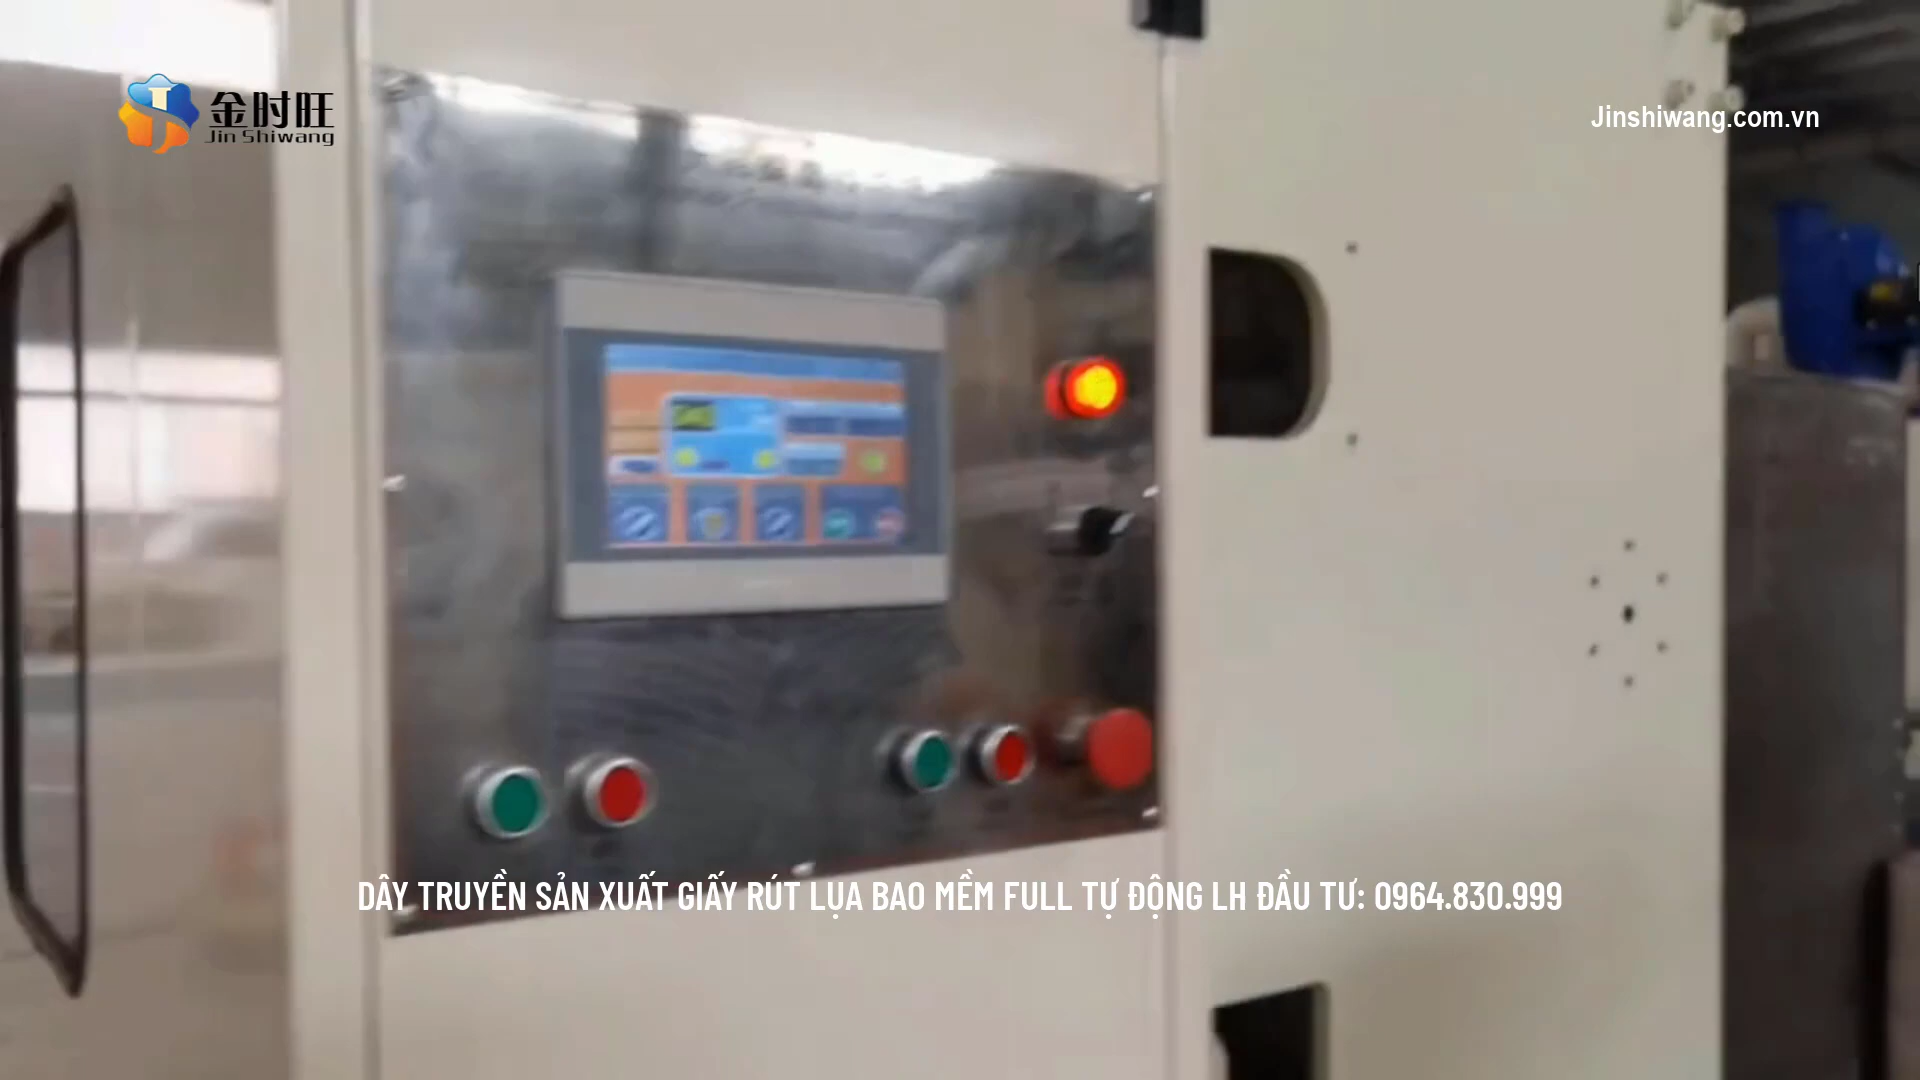 金时旺
Jin Shiwang
Jinshiwang.com.vn
DÂY TRUYỀN SẢN XUẤT GIẤY RÚT LỤA BAO MỀM FULL TỰ ĐỘNG LH ĐẦU TƯ: 0964.830.999